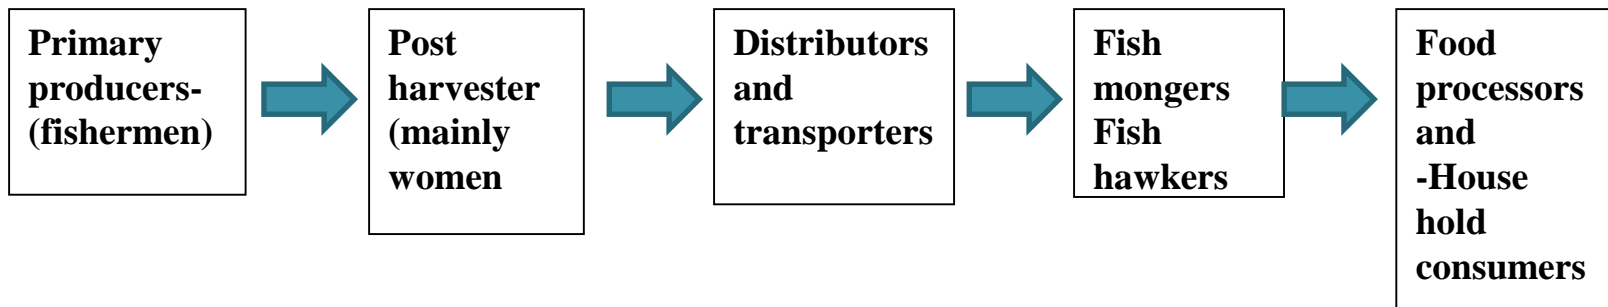 Primary
producers-
(fishermen)
Post
harvester
(mainly
women
Distributors
and
transporters
Fish
mongers
Fish
hawkers
Food
processors
and
-House
hold
consumers